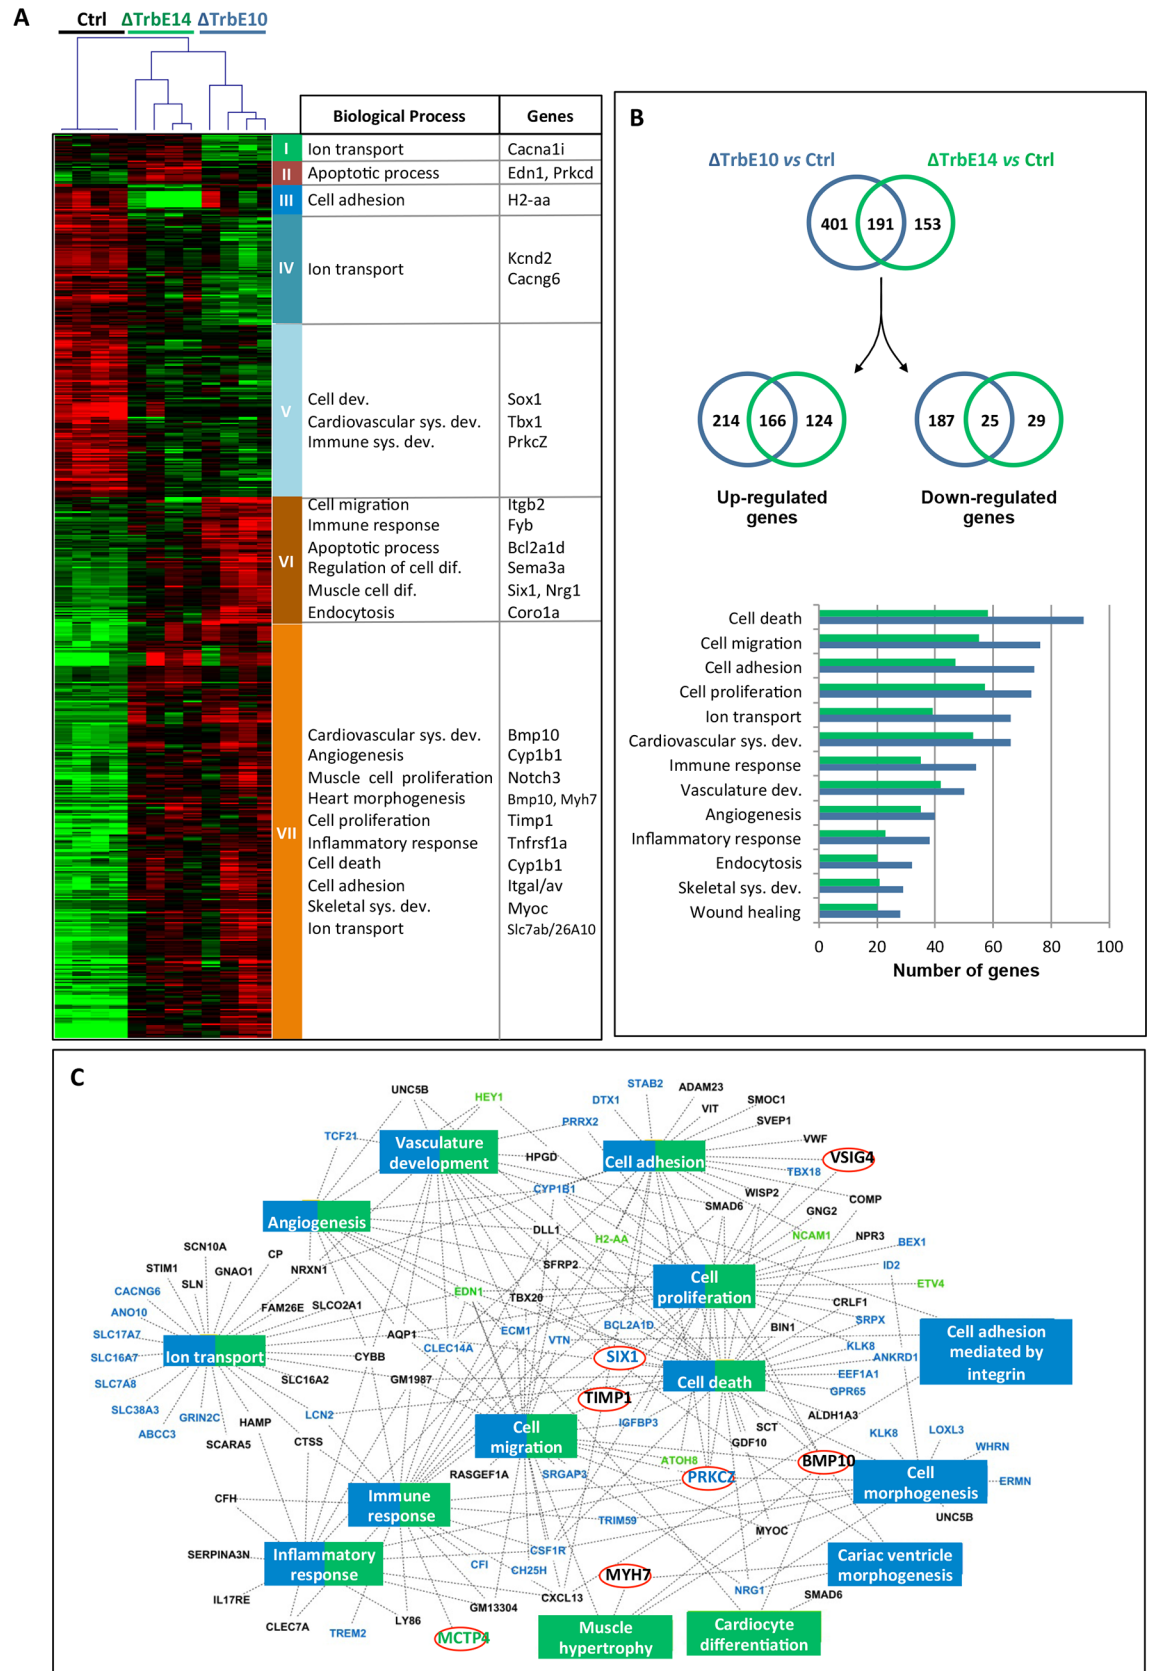 A
Ctrl ΔTrbE14 ΔTrbE10
Biological Process Genes
I Ion transport Cacna1i
II Apoptotic process Edn1, Prkcd
III Cell adhesion H2-aa
IV Ion transport
Kcnd2
Cacng6
V
Cell dev. Sox1
Cardiovascular sys. dev. Tbx1
Immune sys. dev. PrkcZ
VI
Cell migration Itgb2
Immune response Fyb
Apoptotic process Bcl2a1d
Regulation of cell dif. Sema3a
Muscle cell dif. Six1, Nrg1
Endocytosis Coro1a
VII
Cardiovascular sys. dev. Bmp10
Angiogenesis Cyp1b1
Muscle cell proliferation Notch3
Heart morphogenesis Bmp10, Myh7
Cell proliferation Timp1
Inflammatory response Tnfrsf1a
Cell death Cyp1b1
Cell adhesion Itgal/av
Skeletal sys. dev. Myoc
Ion transport Slc7ab/26A10
B
ΔTrbE10 vs Ctrl ΔTrbE14 vs Ctrl
401 191 153
214 166 124
187 25 29
Up-regulated
genes
Down-regulated
genes
Cell death
Cell migration
Cell adhesion
Cell proliferation
Ion transport
Cardiovascular sys. dev.
Immune response
Vasculature dev.
Angiogenesis
Inflammatory response
Endocytosis
Skeletal sys. dev.
Wound healing
0 20 40 60 80 100
Number of genes
C
UNC5B
HEY1
STAB2
ADAM23
DTX1
VIT
SMOC1
PRRX2
SVEP1
TCF21
Vasculature
development
HPGD
Cell adhesion
VWF
VSIG4
TBX18
CYP1B1
WISP2
COMP
SMAD6
GNG2
Angiogenesis
DLL1
H2-AA
NCAM1
NPR3
BEX1
SCN10A
CP
STIM1
GNAO1
NRXN1
SFRP2
ID2
SLN
Cell
proliferation
ETV4
CACNG6
EDN1
TBX20
ANO10
FAM26E
SLCO2A1
CRLF1
SRPX
SLC17A7
AQP1
ECM1
VTN
BCL2A1D
BIN1
Cell adhesion
mediated by
integrin
Ion transport
CLEC14A
KLK8
SLC16A7
CYBB
SIX1
ANKRD1
SLC7A8
SLC16A2
GM1987
Cell death
EEF1A1
GPR65
TIMP1
SLC38A3
GRIN2C
LCN2
ALDH1A3
ABCC3
HAMP
IGFBP3
SCT
KLK8
LOXL3
SCARA5
CTSS
Cell
migration
GDF10
WHRN
ATOH8
BMP10
RASGEF1A
SRGAP3
PRKCZ
Cell
morphogenesis
ERMN
CFH
Immune
response
UNC5B
TRIM59
MYOC
SERPINA3N
Inflammatory
response
CSF1R
Cariac ventricle
morphogenesis
CFI
CH25H
MYH7
NRG1
IL17RE
CXCL13
SMAD6
GM13304
CLEC7A
LY86
TREM2
MCTP4
Muscle
hypertrophy
Cardiocyte
differentiation